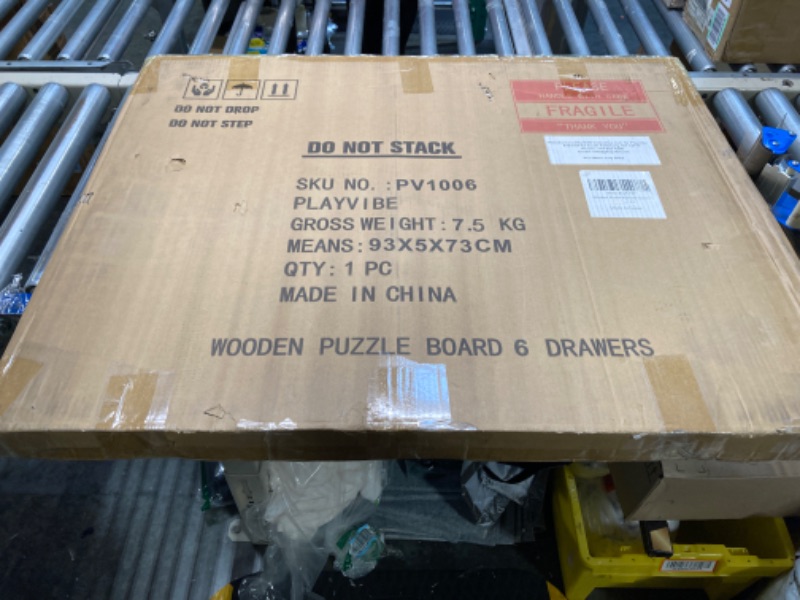 DO NOT DROP
DO NOT STEP
FRAGILE
"THANK YOU"
DO NOT STACK
SKU NO. :PV1006
PLAYVIBE
GROSS WEIGHT:7.5 KG
MEANS:93X5X73CM
QTY: 1 PC
MADE IN CHINA
WOODEN PUZZLE BOARD 6 DRAWERS